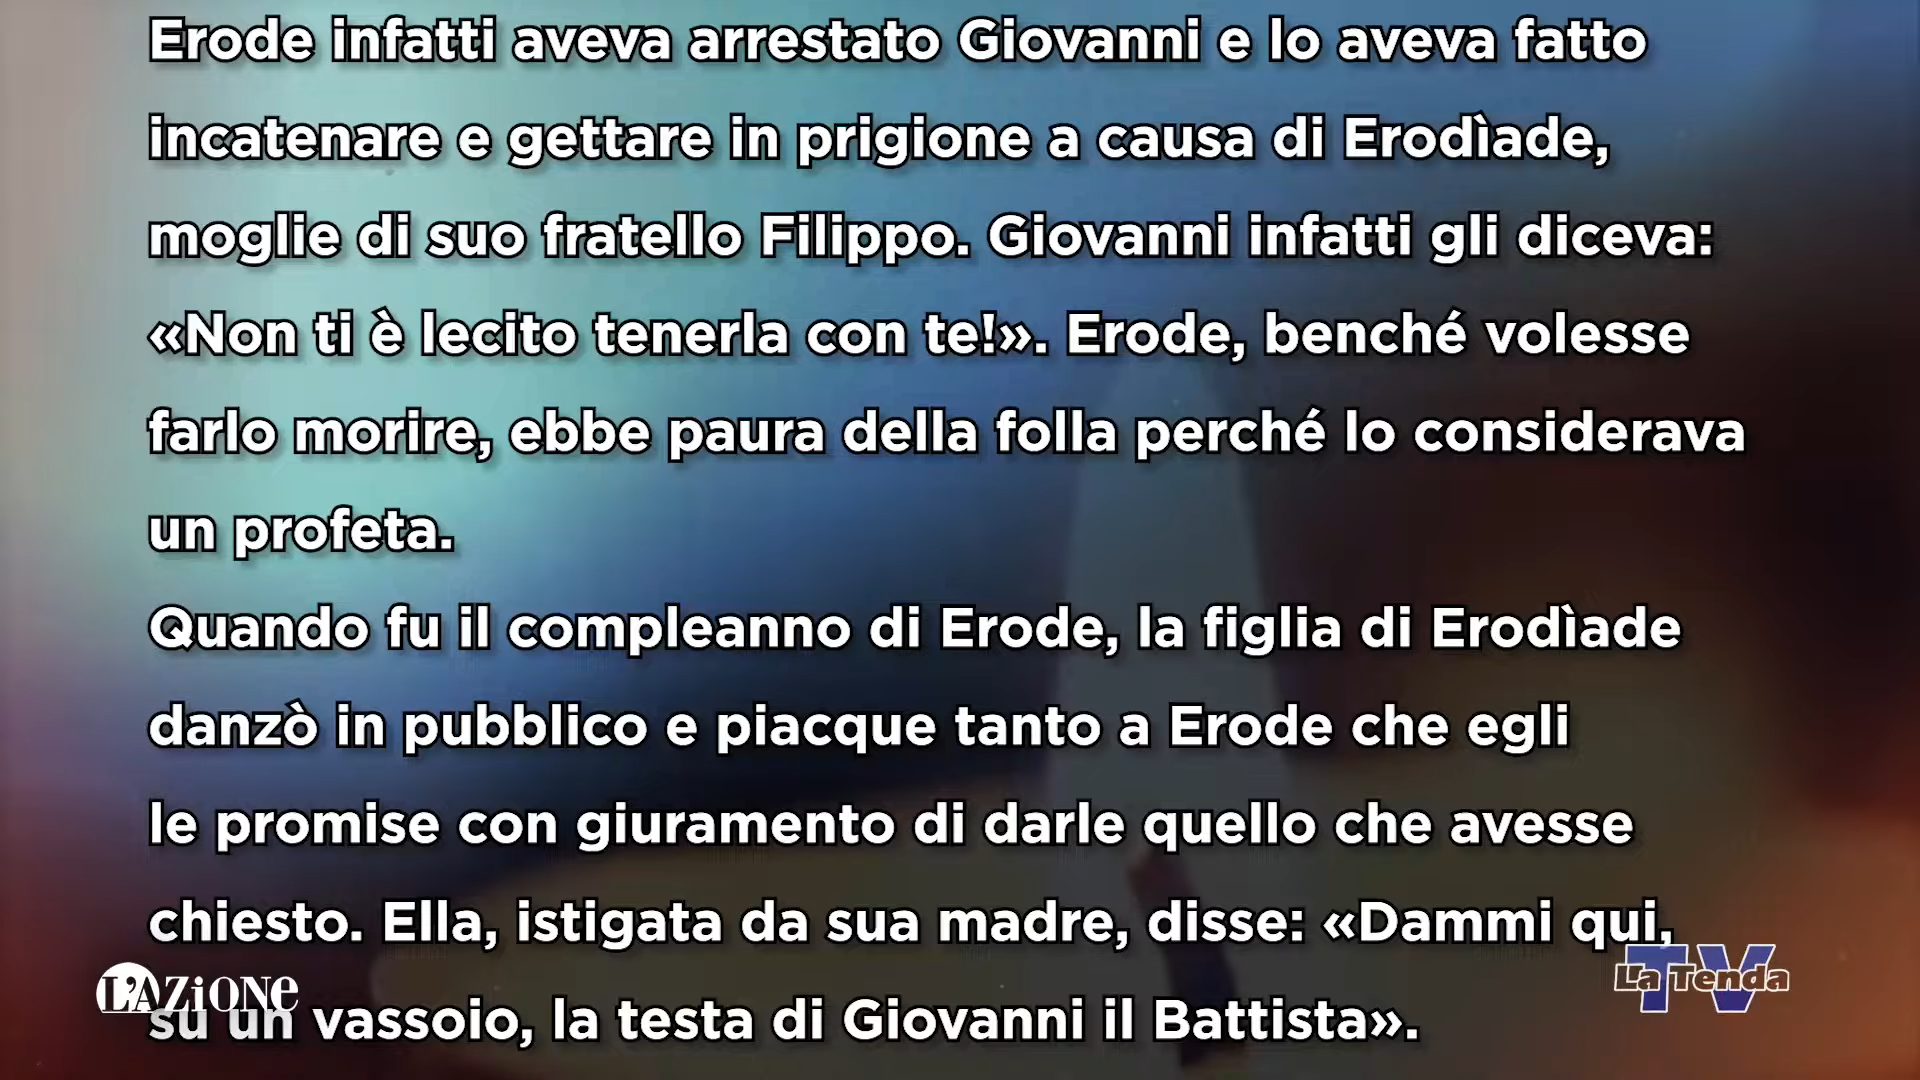 Erode infatti aveva arrestato Giovanni e lo aveva fatto
incatenare e gettare in prigione a causa di Erodìade,
moglie di suo fratello Filippo. Giovanni infatti gli diceva:
«Non ti è lecito tenerla con te!». Erode, benché volesse
farlo morire, ebbe paura della folla perché lo considerava
un profeta.
Quando fu il compleanno di Erode, la figlia di Erodìade
danzò in pubblico e piacque tanto a Erode che egli
le promise con giuramento di darle quello che avesse
chiesto. Ella, istigata da sua madre, disse: «Dammi qui,
su un vassoio, la testa di Giovanni il Battista».
L'AZiONe
La Tenda TV